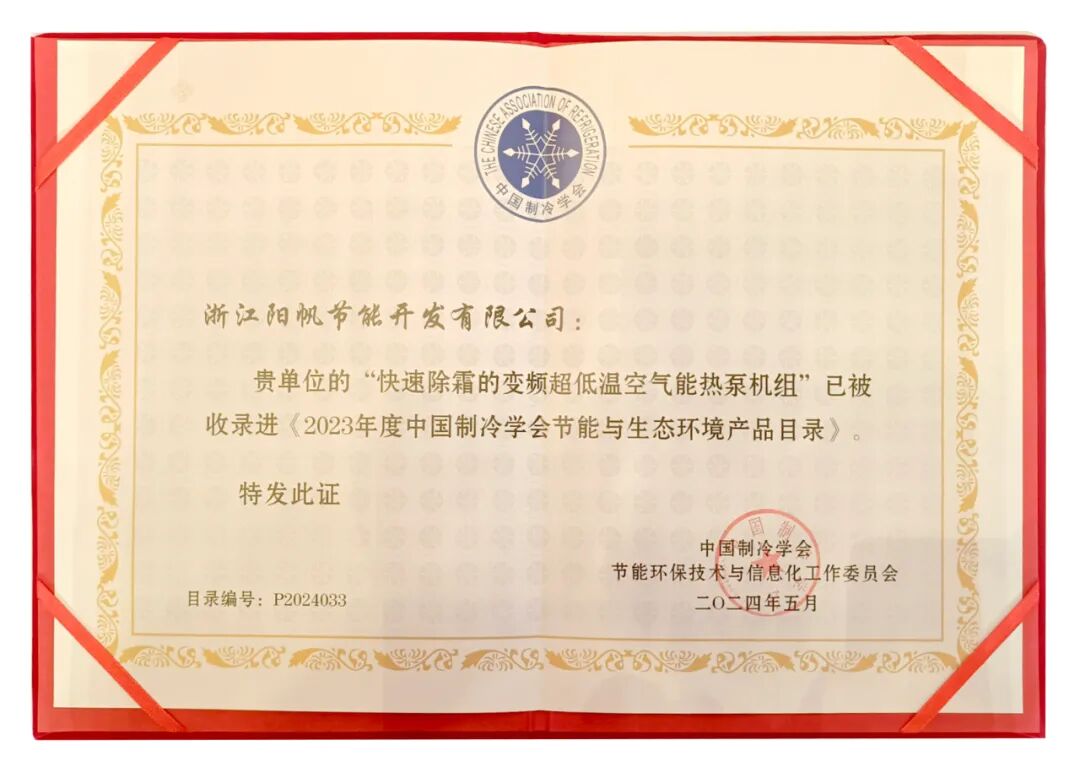 THE CHINESE ASSOCIATION OF REFRIGERATION
中国制冷学会
浙江阳帆节能开发有限公司：
贵单位的“快速除霜的变频超低温空气能热泵机组”已被
收录进《2023年度中国制冷学会节能与生态环境产品目录》。
特发此证
中国制冷学会
节能环保技术与信息化工作委员会
二〇二四年五月
目录编号：P2024033